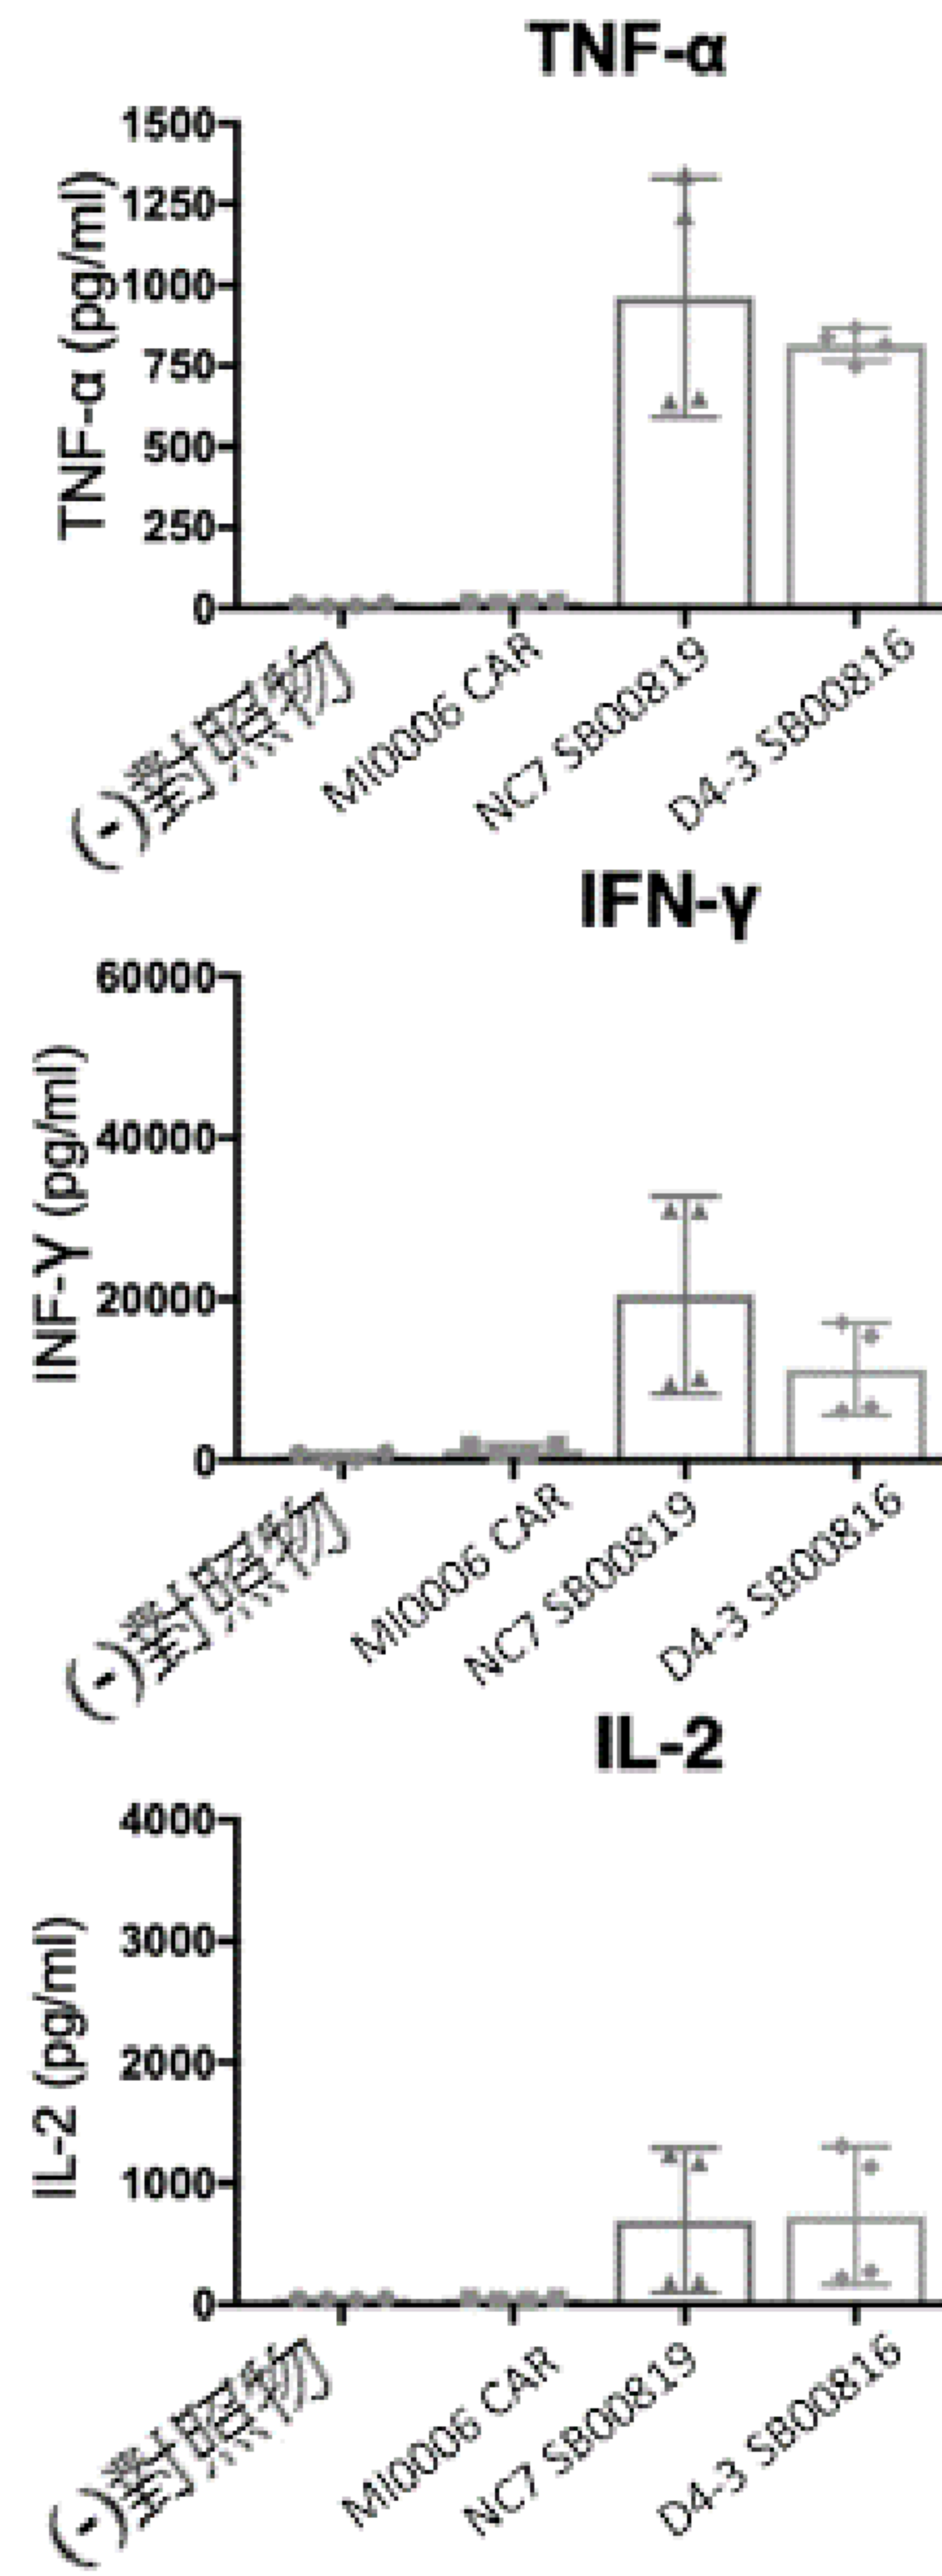 TNF-α
TNF-α (pg/ml)
1500
1250
1000
750
500
250
0
(-)對照物
MI0006 CAR
NC7 SB00819
D4-3 SB00816
IFN-γ
INF-γ (pg/ml)
60000
40000
20000
0
(-)對照物
MI0006 CAR
NC7 SB00819
D4-3 SB00816
IL-2
IL-2 (pg/ml)
4000
3000
2000
1000
0
(-)對照物
MI0006 CAR
NC7 SB00819
D4-3 SB00816